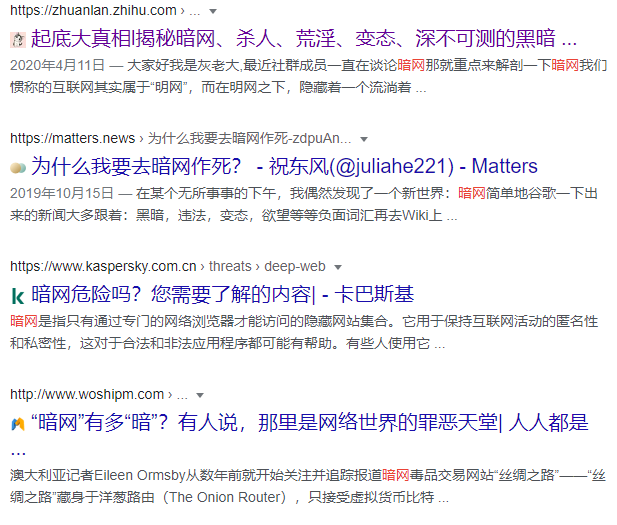 https://zhuanlan.zhihu.com › ...
起底大真相I揭秘暗网、杀人、荒淫、变态、深不可测的黑暗 ...
2020年4月11日 — 大家好我是灰老大,最近社群成员一直在谈论暗网那就重点来解剖一下暗网我们
惯称的互联网其实属于“明网”，而在明网之下，隐藏着一个流淌着 ...
https://matters.news › 为什么我要去暗网作死-zdpuAn...
为什么我要去暗网作死？ - 祝东风(@juliahe221) - Matters
2019年10月15日 — 在某个无所事事的下午，我偶然发现了一个新世界：暗网简单地谷歌一下出
来的新闻大多跟着：黑暗，违法，变态，欲望等等负面词汇再去Wiki上 ...
https://www.kaspersky.com.cn › threats › deep-web
暗网危险吗？您需要了解的内容| - 卡巴斯基
暗网是指只有通过专门的网络浏览器才能访问的隐藏网站集合。它用于保持互联网活动的匿名性
和私密性，这对于合法和非法应用程序都可能有帮助。有些人使用它 ...
http://www.woshipm.com › ...
“暗网”有多“暗”？有人说，那里是网络世界的罪恶天堂| 人人都是
...
澳大利亚记者Eileen Ormsby从数年前就开始关注并追踪报道暗网毒品交易网站“丝绸之路”——“丝
绸之路”藏身于洋葱路由（The Onion Router），只接受虚拟货币比特 ...